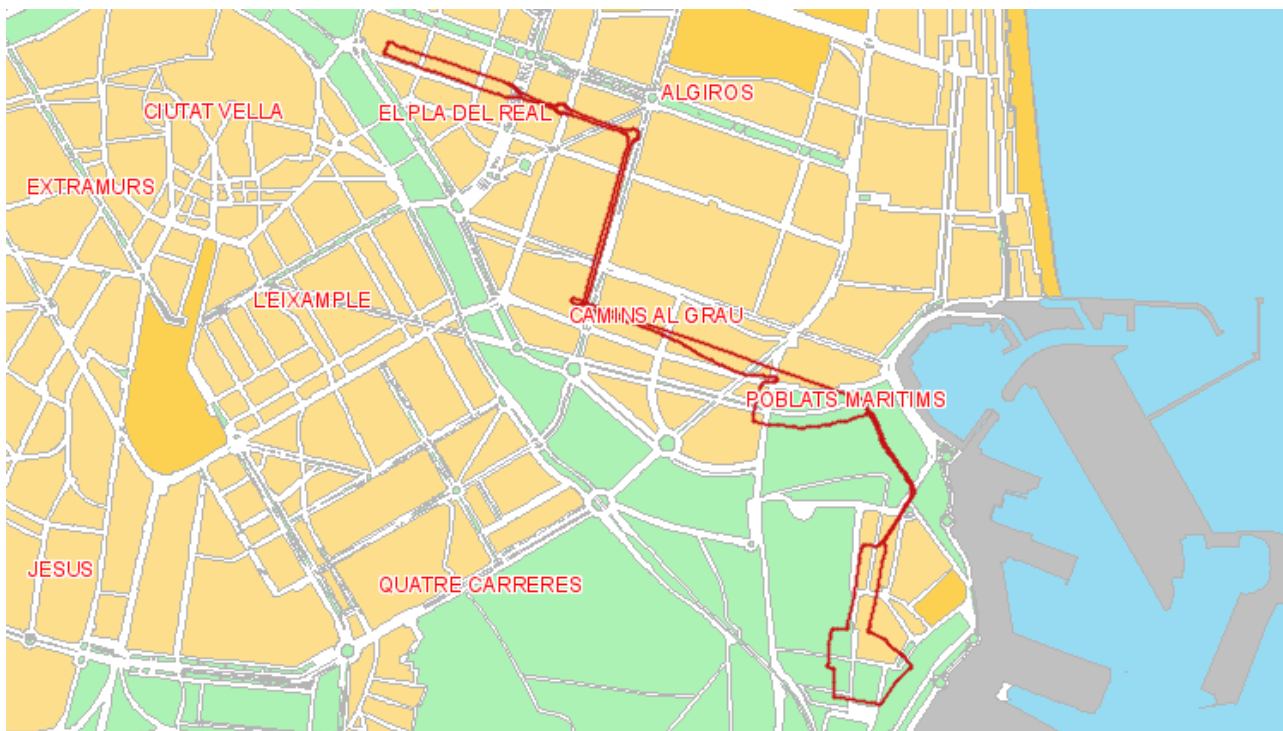 ALGIROS
CIUTAT VELLA
EL PLA DEL REAL
EXTRAMURS
L'EIXAMPLE
CAMINS AL GRAU
POBLATS MARITIMS
JESUS
QUATRE CARRERES